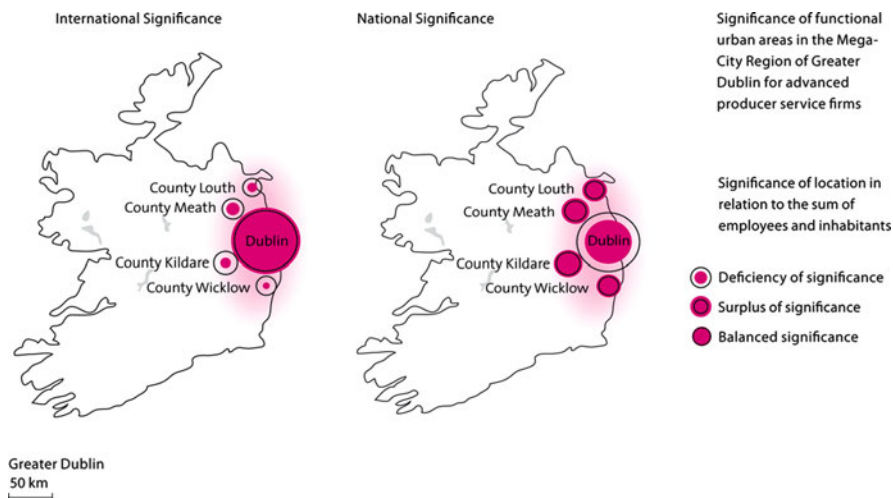 International Significance
National Significance
Significance of functional
urban areas in the Mega-
City Region of Greater
Dublin for advanced
producer service firms
Significance of location in
relation to the sum of
employees and inhabitants
Deficiency of significance
Surplus of significance
Balanced significance
County Louth
County Meath
Dublin
County Kildare
County Wicklow
County Louth
County Meath
Dublin
County Kildare
County Wicklow
Greater Dublin
50 km